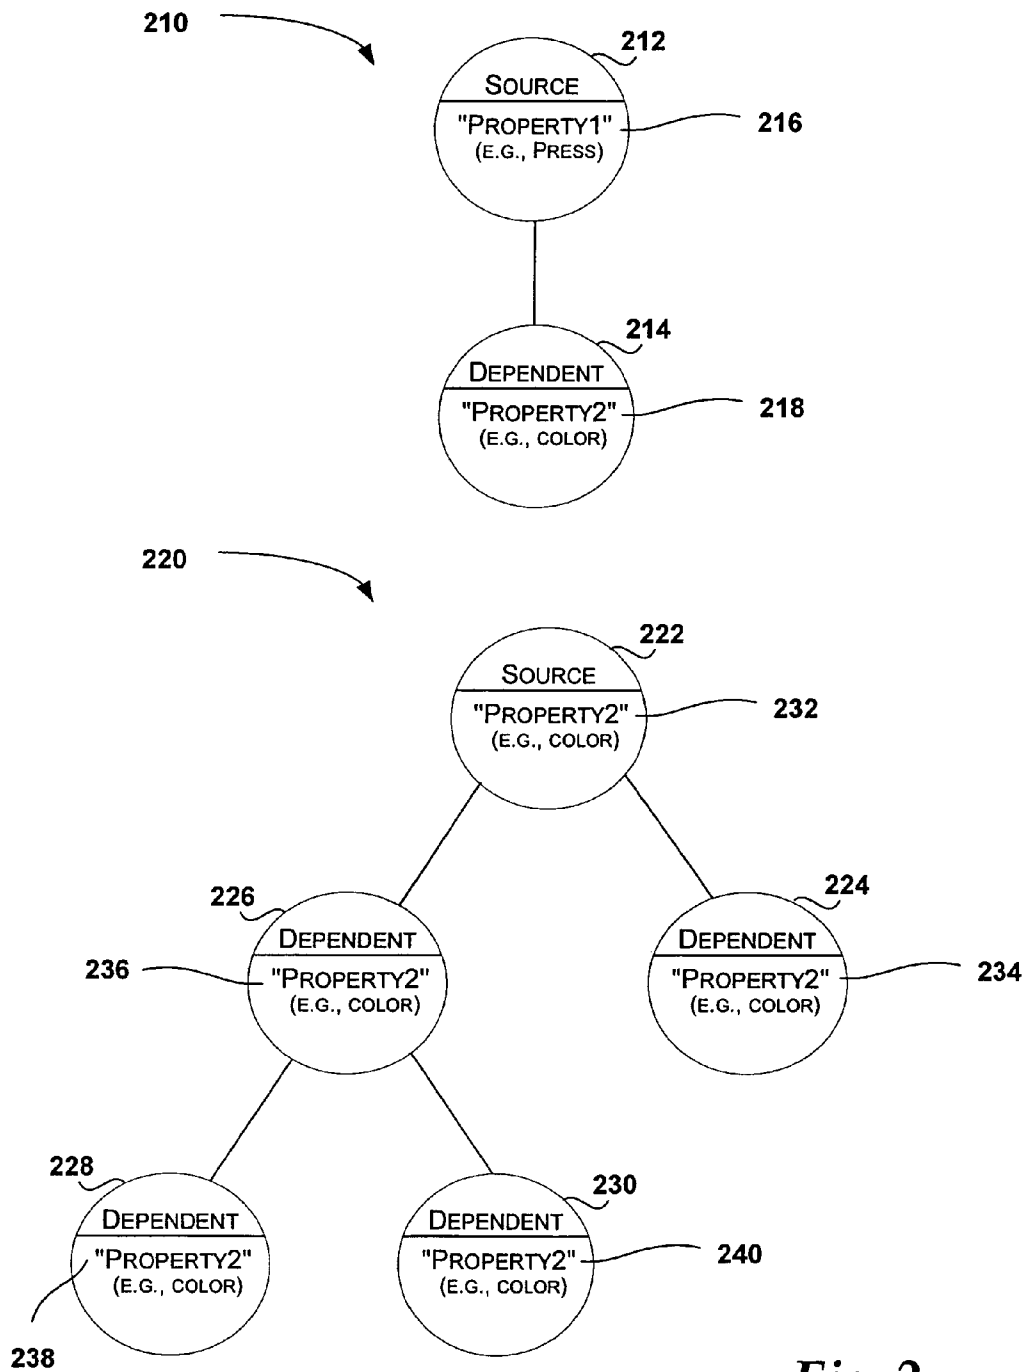 210
212
SOURCE
"PROPERTY1"
(E.G., PRESS)
216
214
DEPENDENT
"PROPERTY2"
(E.G., COLOR)
218
220
222
SOURCE
"PROPERTY2"
(E.G., COLOR)
232
226
DEPENDENT
"PROPERTY2"
(E.G., COLOR)
236
224
DEPENDENT
"PROPERTY2"
(E.G., COLOR)
234
228
DEPENDENT
"PROPERTY2"
(E.G., COLOR)
238
230
DEPENDENT
"PROPERTY2"
(E.G., COLOR)
240